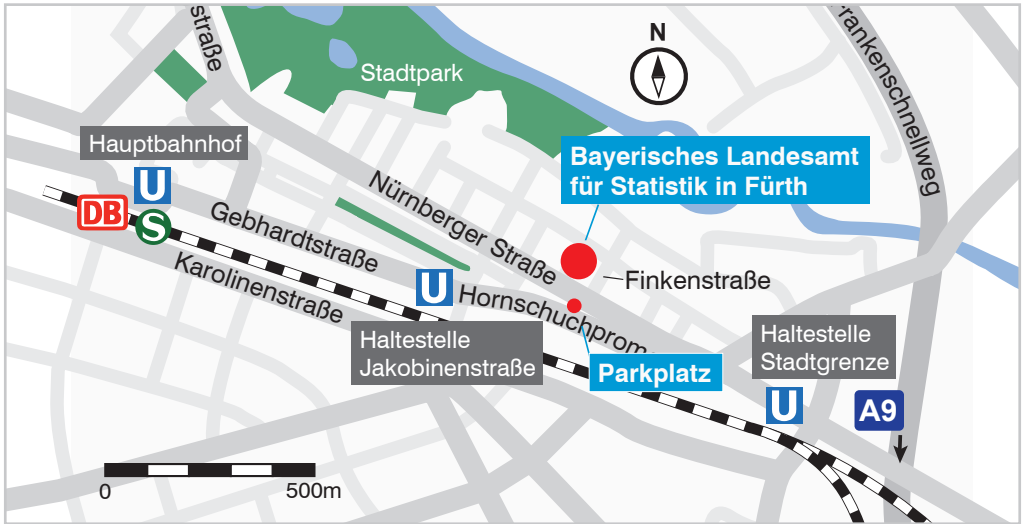 straße
N
Stadtpark
Frankenschnellweg
Hauptbahnhof
U
DB
S
Bayerisches Landesamt
für Statistik in Fürth
Nürnberger Straße
Gebhardtstraße
Karolinenstraße
Finkenstraße
U
Hornschuchprom
Haltestelle
Jakobinenstraße
Parkplatz
Haltestelle
Stadtgrenze
U
A9
0
500m